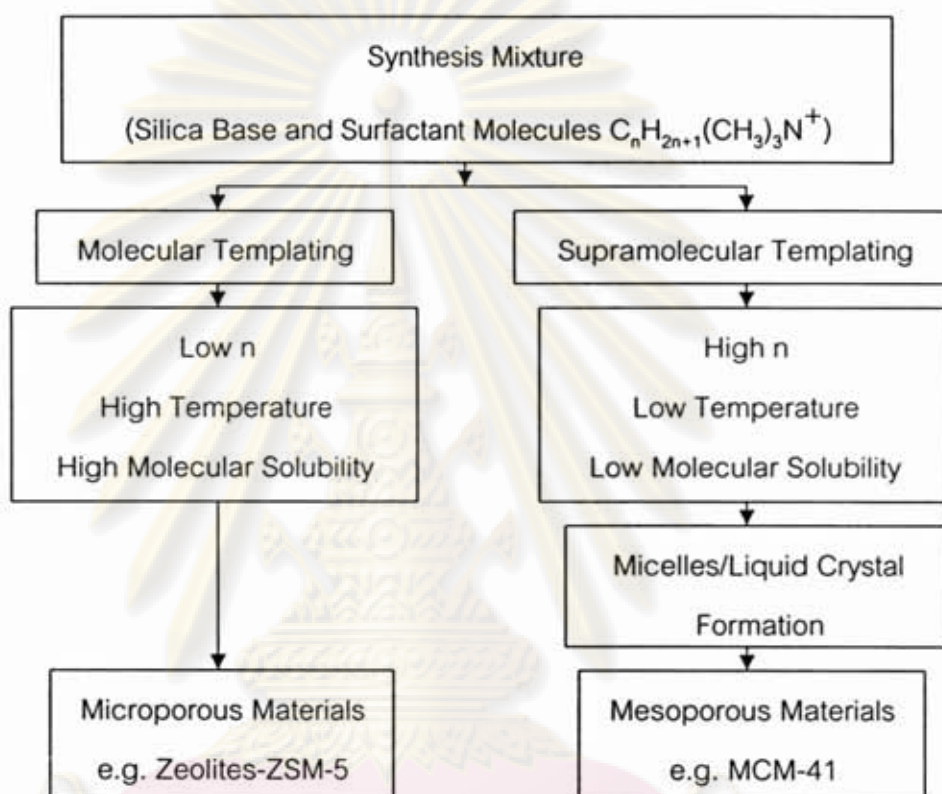 Synthesis Mixture
(Silica Base and Surfactant Molecules CₙH₂ₙ₊₁(CH₃)₃N⁺)
Molecular Templating
Supramolecular Templating
Low n
High Temperature
High Molecular Solubility
High n
Low Temperature
Low Molecular Solubility
Micelles/Liquid Crystal
Formation
Microporous Materials
e.g. Zeolites-ZSM-5
Mesoporous Materials
e.g. MCM-41